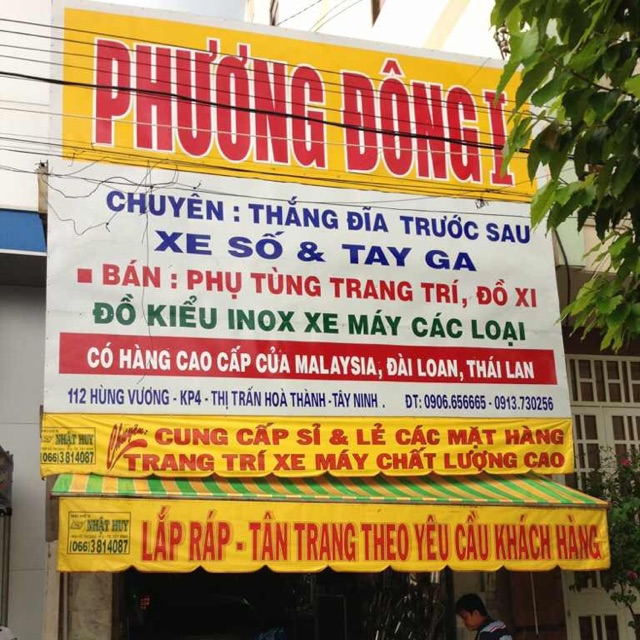 PHƯƠNG ĐÔNG I
CHUYÊN : THẮNG ĐĨA TRƯỚC SAU
XE SỐ & TAY GA
BÁN : PHỤ TÙNG TRANG TRÍ, ĐỒ XI
ĐỒ KIỂU INOX XE MÁY CÁC LOẠI
CÓ HÀNG CAO CẤP CỦA MALAYSIA, ĐÀI LOAN, THÁI LAN
112 HÙNG VƯƠNG - KP4 - THỊ TRẤN HOÀ THÀNH -TÂY NINH . ĐT: 0906.656665 - 0913.730256
NHẬT HUY
(066)3814087
Chuyên:
CUNG CẤP SỈ & LẺ CÁC MẶT HÀNG
TRANG TRÍ XE MÁY CHẤT LƯỢNG CAO
NHẬT HUY
(066)3814087
LẮP RÁP - TÂN TRANG THEO YÊU CẦU KHÁCH HÀNG